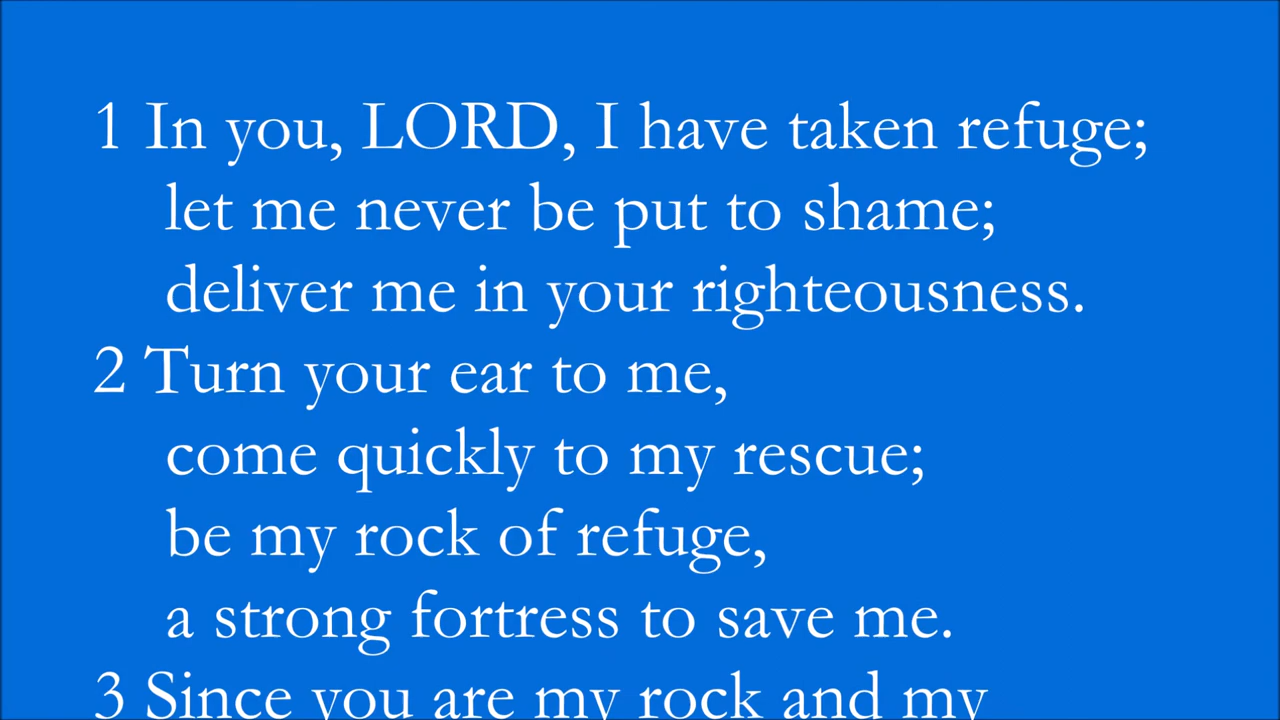 1 In you, LORD, I have taken refuge;
let me never be put to shame;
deliver me in your righteousness.
2 Turn your ear to me,
come quickly to my rescue;
be my rock of refuge,
a strong fortress to save me.
3 Since you are my rock and my